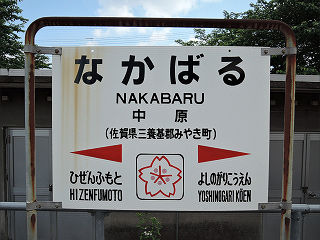 なかばる
NAKABARU
中原
(佐賀県三養基郡みやき町)
ひぜんふもと よしのがりこうえん
HIZENFUMOTO YOSHINOGARI KŌEN